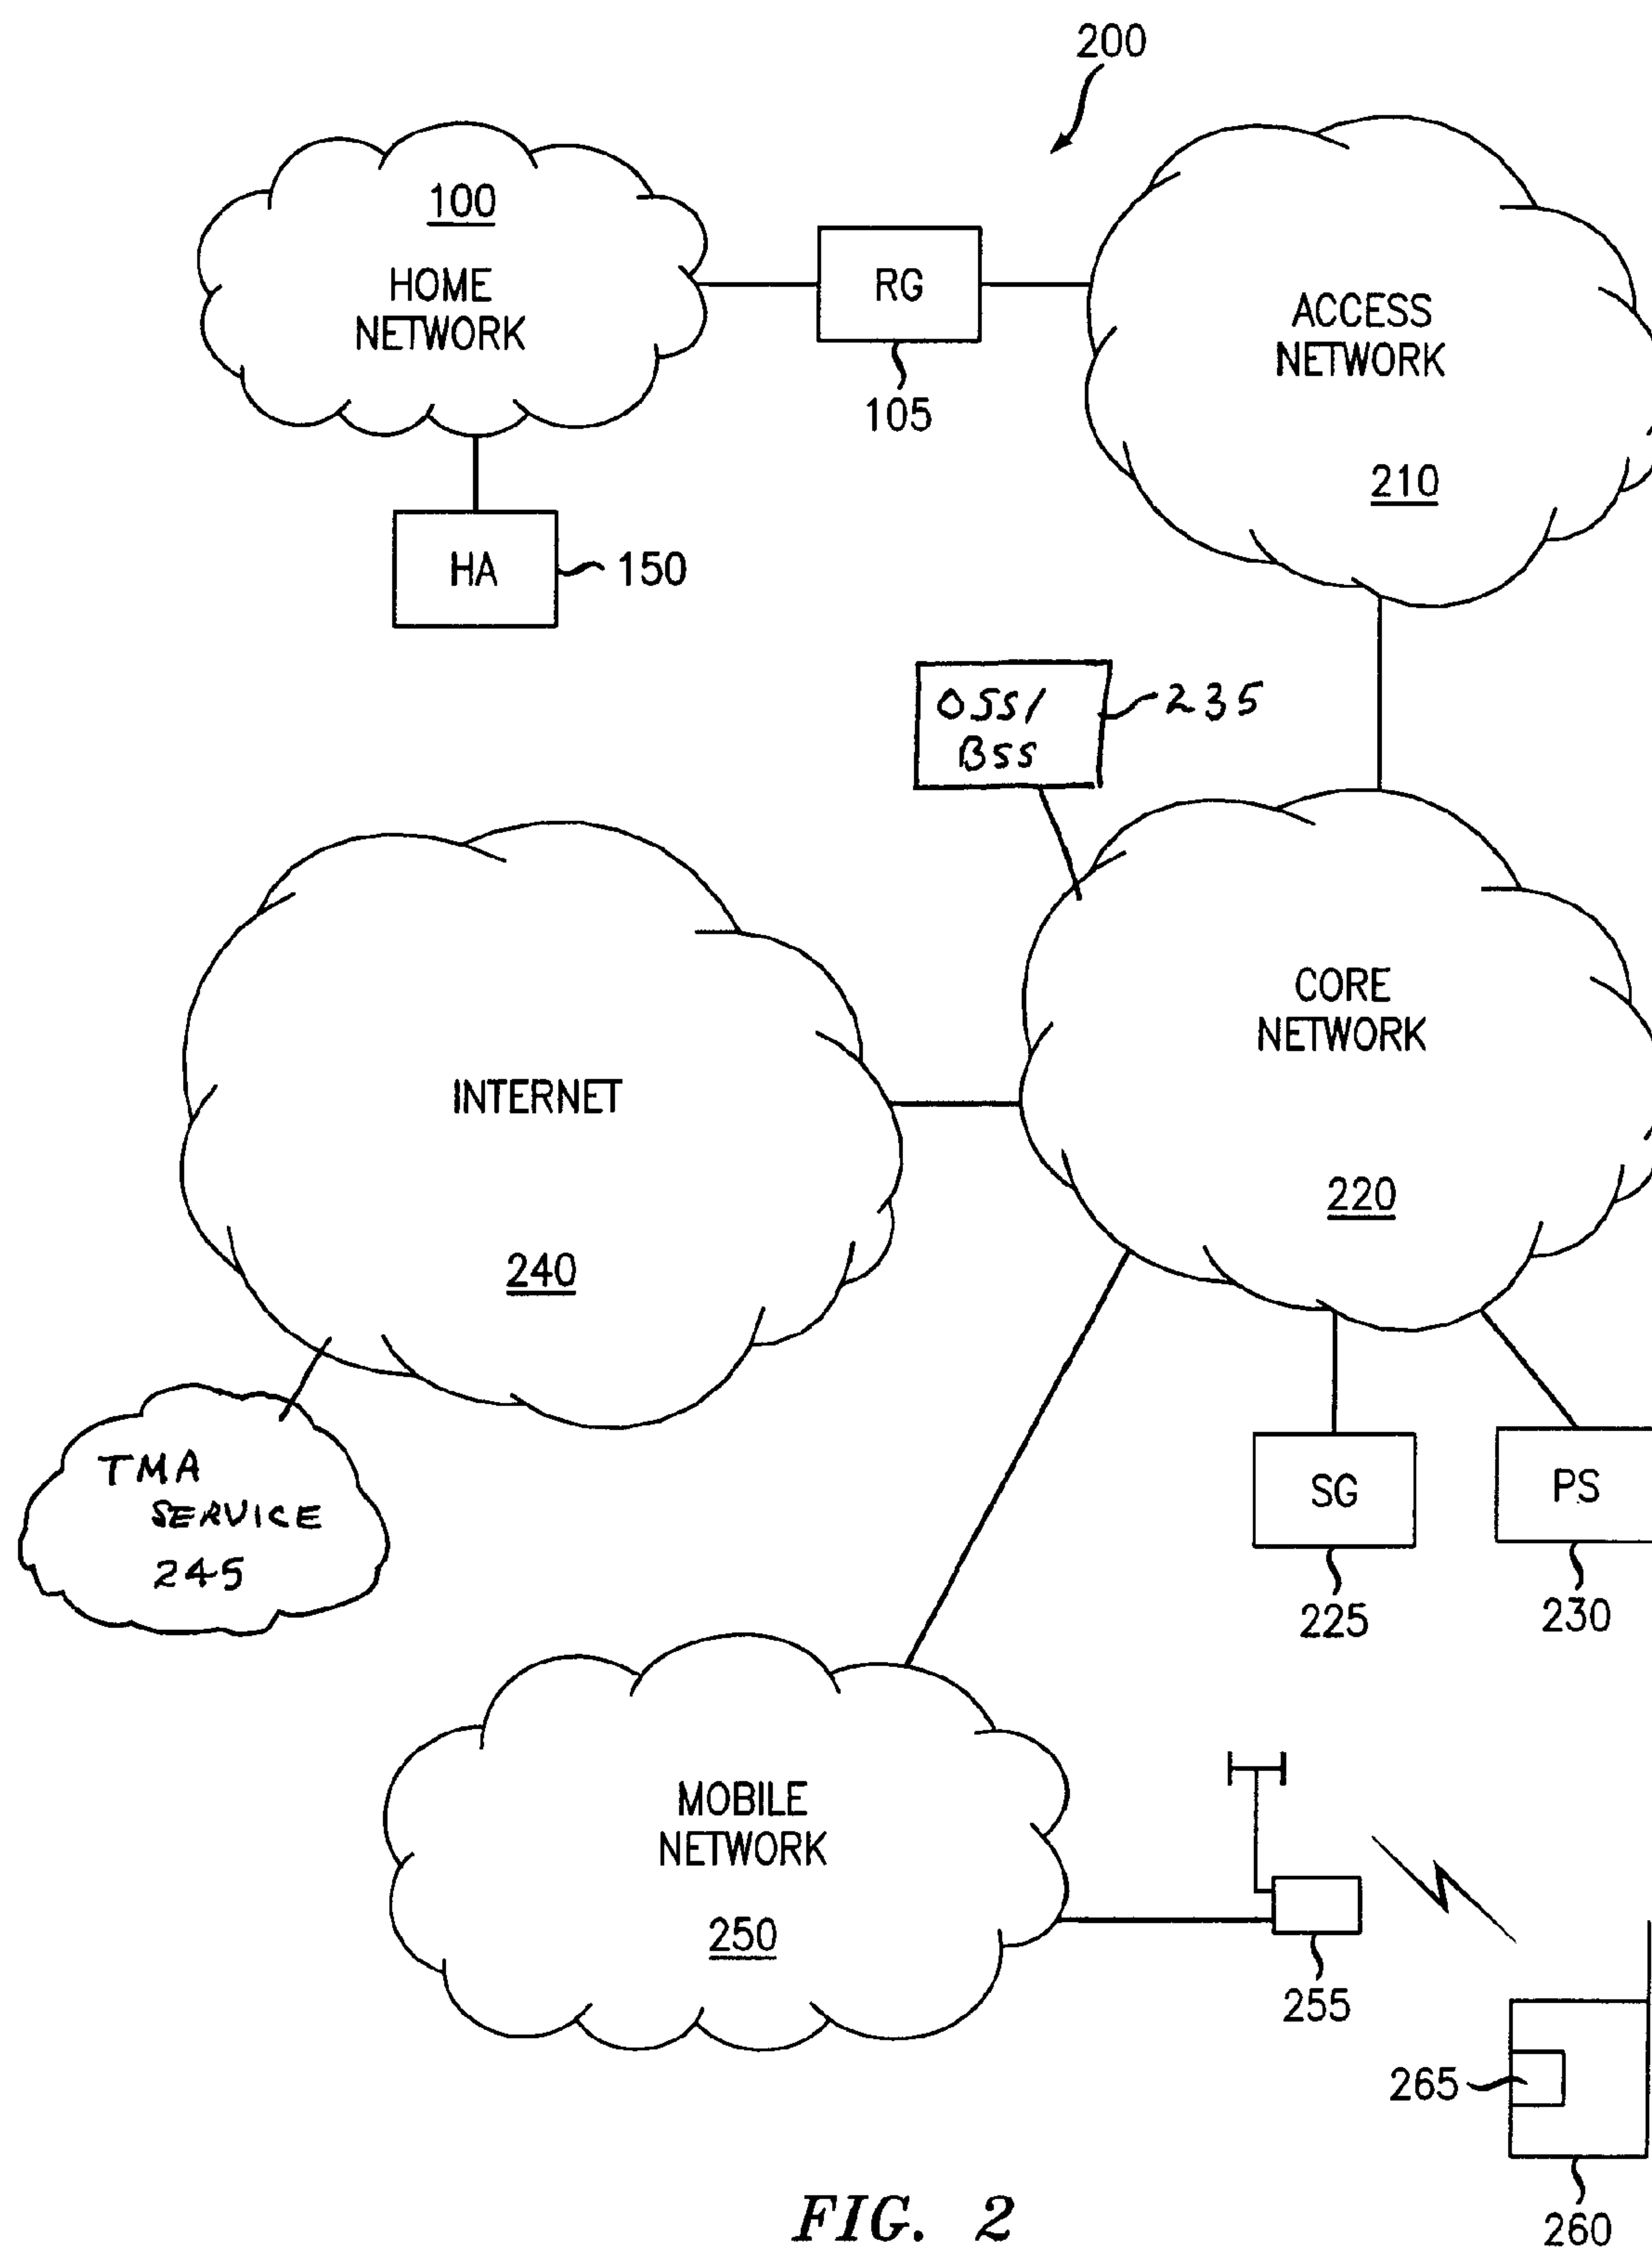 200
100
HOME
NETWORK
RG
105
ACCESS
NETWORK
210
HA
150
OSS/
BSS
235
CORE
NETWORK
220
INTERNET
240
TMA
SERVICE
245
SG
225
PS
230
MOBILE
NETWORK
250
255
265
260
FIG. 2